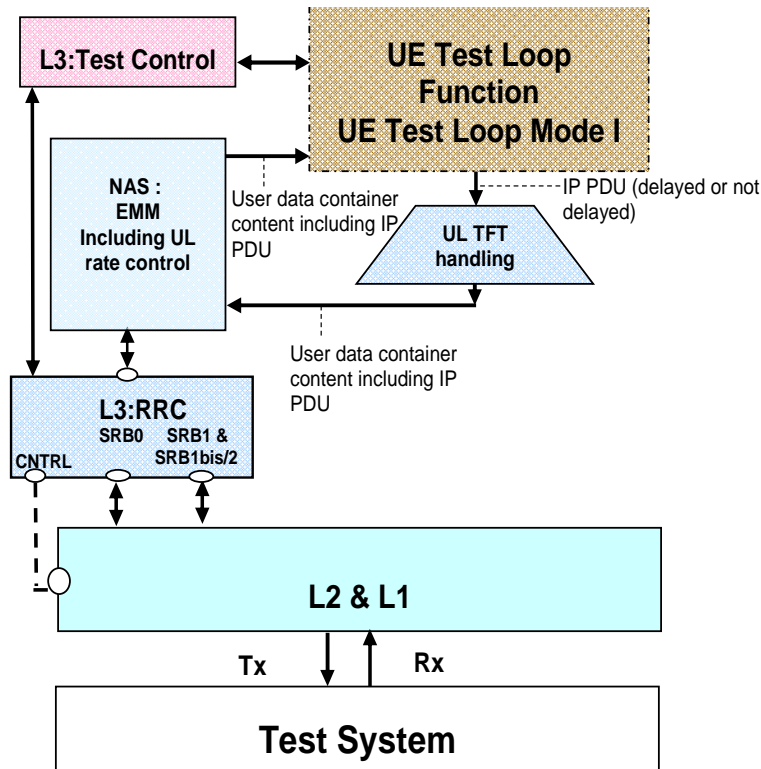 L3:Test Control
UE Test Loop
Function
UE Test Loop Mode I
NAS :
EMM
Including UL
rate control
User data container
content including IP
PDU
IP PDU (delayed or not
delayed)
UL TFT
handling
User data container
content including IP
PDU
L3:RRC
SRB0
SRB1 &
SRB1bis/2
CNTRL
L2 & L1
Tx
Rx
Test System